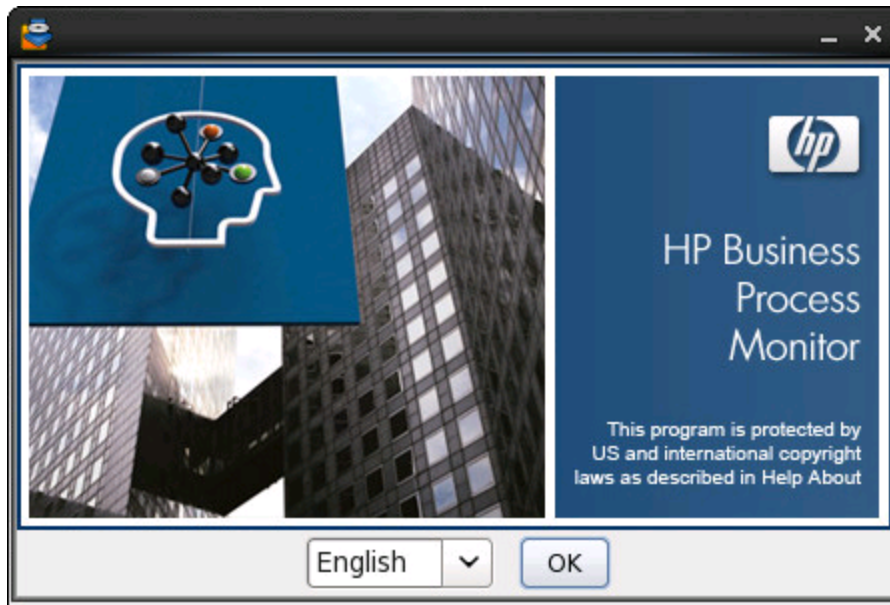 hp
HP Business
Process
Monitor
This program is protected by
US and international copyright
laws as described in Help About
English
OK